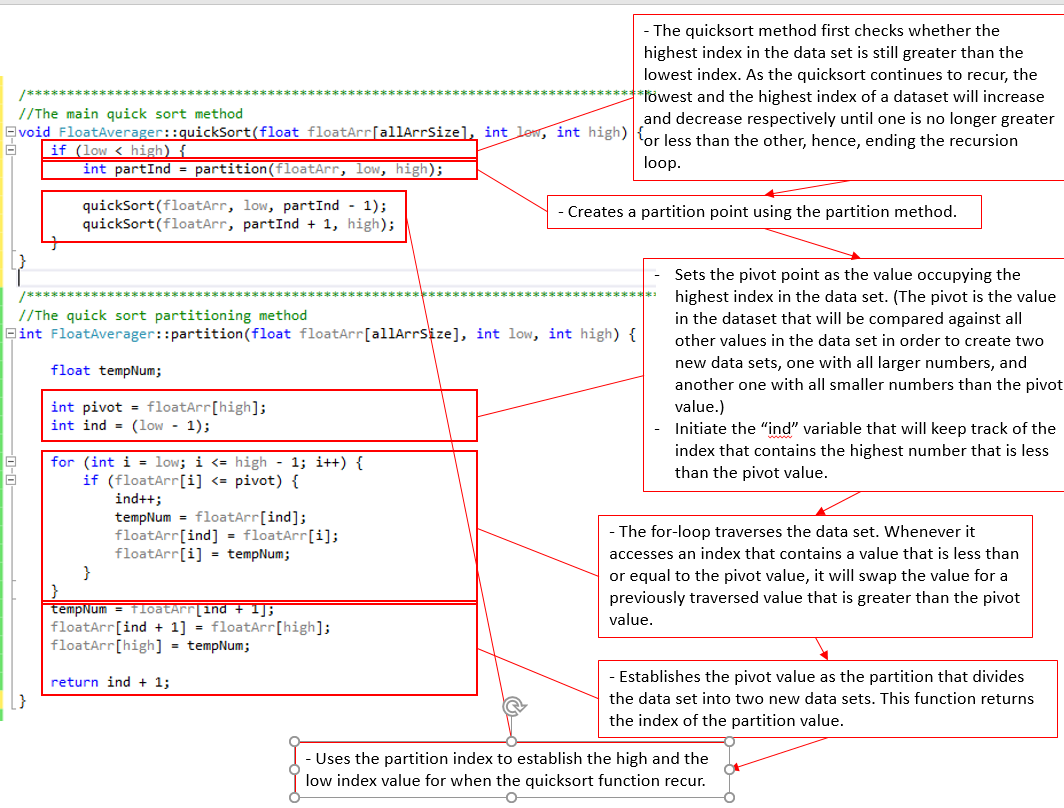 - The quicksort method first checks whether the
highest index in the data set is still greater than the
lowest index. As the quicksort continues to recur, the
lowest and the highest index of a dataset will increase
and decrease respectively until one is no longer greater
or less than the other, hence, ending the recursion
loop.
/******************************************************************************
//The main quick sort method
void FloatAverager::quickSort(float floatArr[allArrSize], int low, int high) {
if (low < high) {
int partInd = partition(floatArr, low, high);
quickSort(floatArr, low, partInd - 1);
quickSort(floatArr, partInd + 1, high);
}
}
- Creates a partition point using the partition method.
/******************************************************************************
//The quick sort partitioning method
int FloatAverager::partition(float floatArr[allArrSize], int low, int high) {
float tempNum;
int pivot = floatArr[high];
int ind = (low - 1);
for (int i = low; i <= high - 1; i++) {
if (floatArr[i] <= pivot) {
ind++;
tempNum = floatArr[ind];
floatArr[ind] = floatArr[i];
floatArr[i] = tempNum;
}
}
tempNum = floatArr[ind + 1];
floatArr[ind + 1] = floatArr[high];
floatArr[high] = tempNum;
return ind + 1;
}
- Sets the pivot point as the value occupying the
highest index in the data set. (The pivot is the value
in the dataset that will be compared against all
other values in the data set in order to create two
new data sets, one with all larger numbers, and
another one with all smaller numbers than the pivot
value.)
- Initiate the “ind” variable that will keep track of the
index that contains the highest number that is less
than the pivot value.
- The for-loop traverses the data set. Whenever it
accesses an index that contains a value that is less than
or equal to the pivot value, it will swap the value for a
previously traversed value that is greater than the pivot
value.
- Establishes the pivot value as the partition that divides
the data set into two new data sets. This function returns
the index of the partition value.
- Uses the partition index to establish the high and the
low index value for when the quicksort function recur.